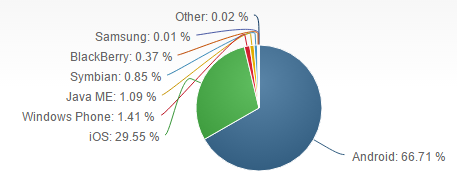 Other: 0.02 %
Samsung: 0.01 %
BlackBerry: 0.37 %
Symbian: 0.85 %
Java ME: 1.09 %
Windows Phone: 1.41 %
iOS: 29.55 %
Android: 66.71 %